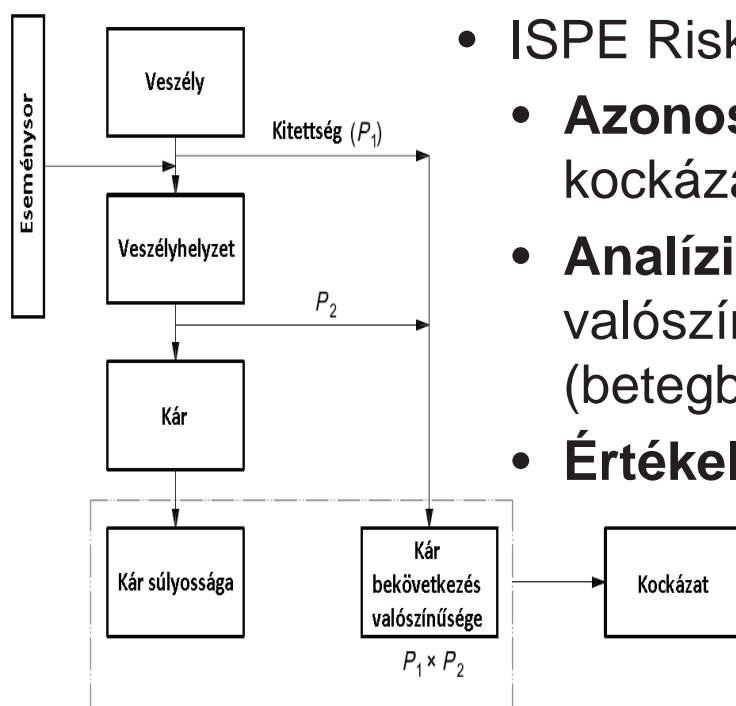 Eseménysor
Veszély
Kitettség (P₁)
Veszélyhelyzet
P₂
Kár
Kár súlyossága
Kár
bekövetkezés
valószínűsége
P₁ × P₂
Kockázat
• ISPE Risk
• Azonos
kockáza
• Analízi
valószín
(betegb
• Értékel